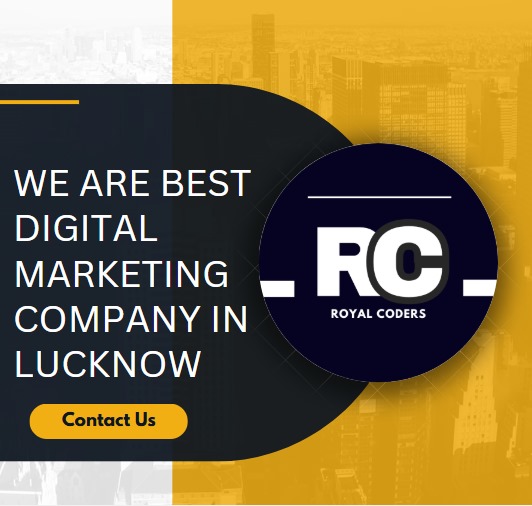 WE ARE BEST
DIGITAL
MARKETING
COMPANY IN
LUCKNOW
Contact Us
RC
ROYAL CODERS